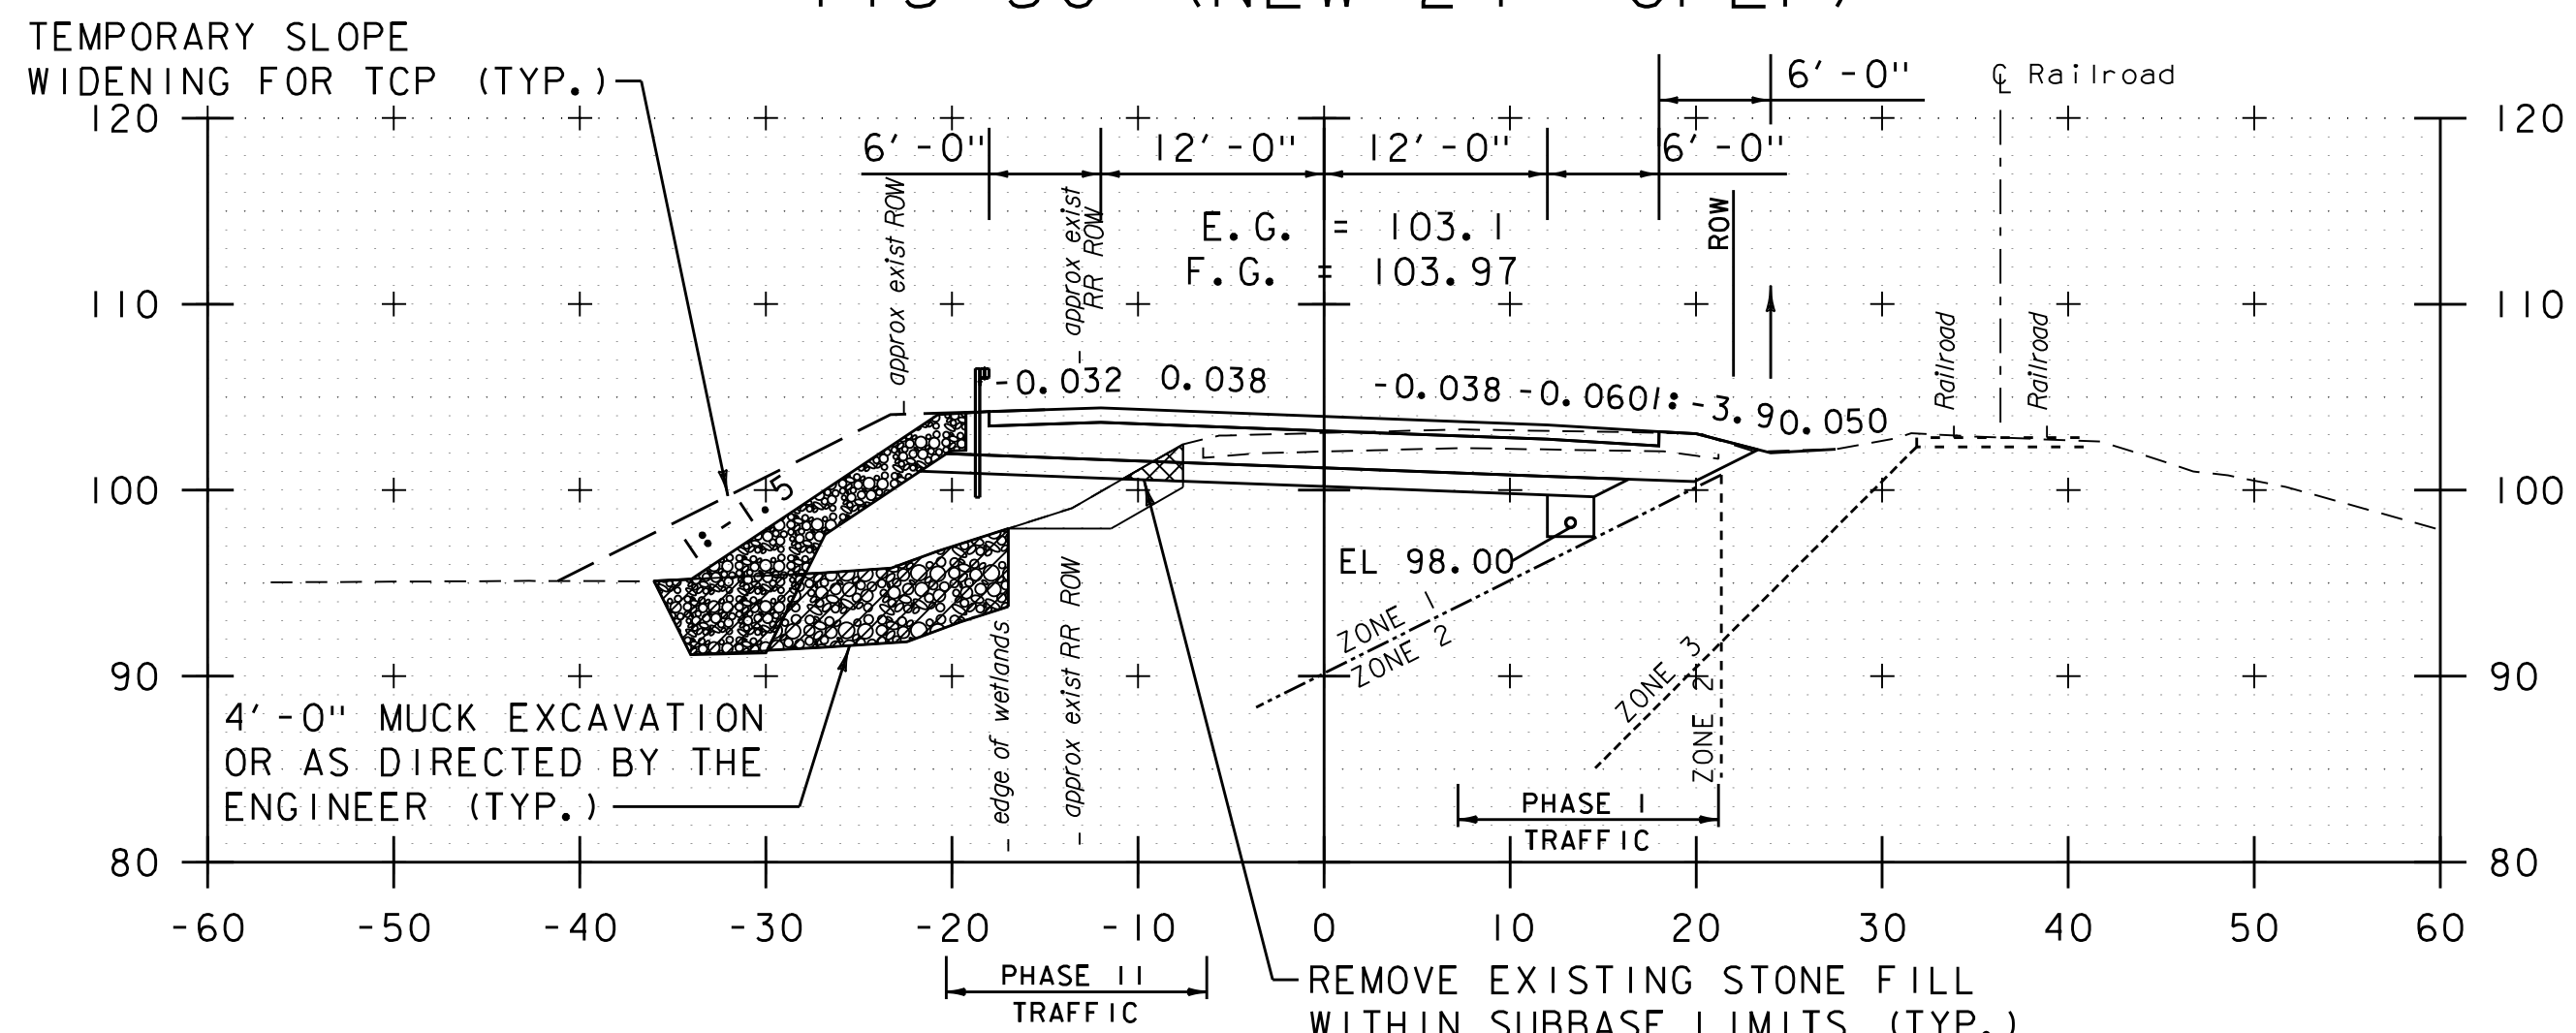 TEMPORARY SLOPE
WIDENING FOR TCP (TYP.)
6'-0"
℄ Railroad
120
120
6'-0"
12'-0"
12'-0"
6'-0"
approx exist ROW
approx exist
RR ROW
E.G. = 103.1
F.G. = 103.97
ROW
110
110
Railroad
Railroad
-0.032
0.038
-0.038
-0.060
1:-3.9
0.050
100
100
1:-1.5
EL 98.00
ZONE 1
ZONE 2
ZONE 3
ZONE 2
edge of wetlands
approx exist RR ROW
90
90
4'-0" MUCK EXCAVATION
OR AS DIRECTED BY THE
ENGINEER (TYP.)
PHASE I
TRAFFIC
80
80
-60 -50 -40 -30 -20 -10 0 10 20 30 40 50 60
PHASE II
TRAFFIC
REMOVE EXISTING STONE FILL
WITHIN SUBBASE LIMITS (TYP.)